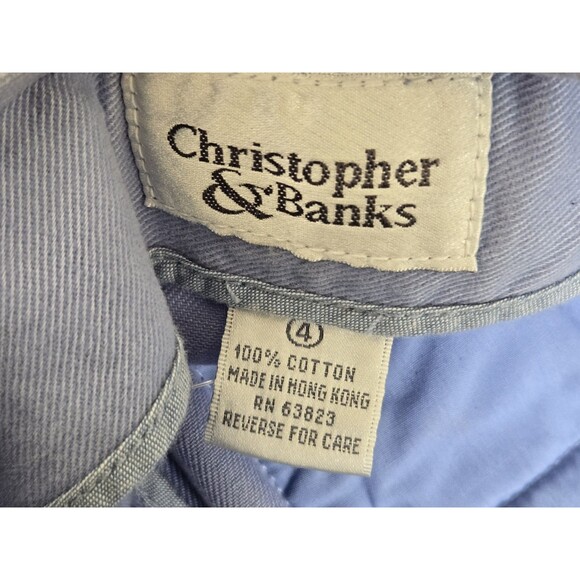 Christopher
& Banks
4
100% COTTON
MADE IN HONG KONG
RN 63823
REVERSE FOR CARE